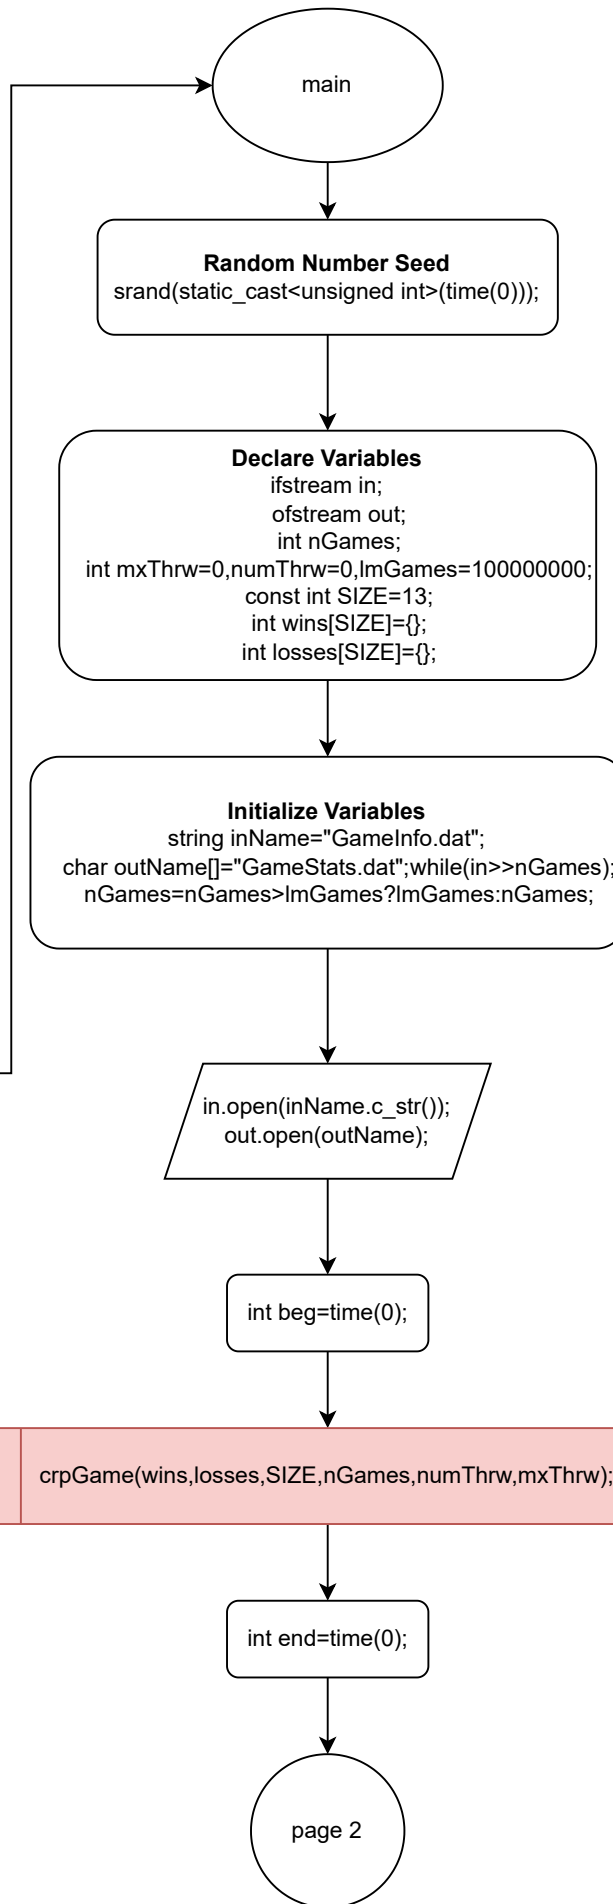 main
Random Number Seed
srand(static_cast<unsigned int>(time(0)));
Declare Variables
ifstream in;
ofstream out;
int nGames;
int mxThrw=0,numThrw=0,lmGames=100000000;
const int SIZE=13;
int wins[SIZE]={};
int losses[SIZE]={};
Initialize Variables
string inName="GameInfo.dat";
char outName[]="GameStats.dat";while(in>>nGames);
nGames=nGames>lmGames?lmGames:nGames;
in.open(inName.c_str());
out.open(outName);
int beg=time(0);
crpGame(wins,losses,SIZE,nGames,numThrw,mxThrw);
int end=time(0);
page 2